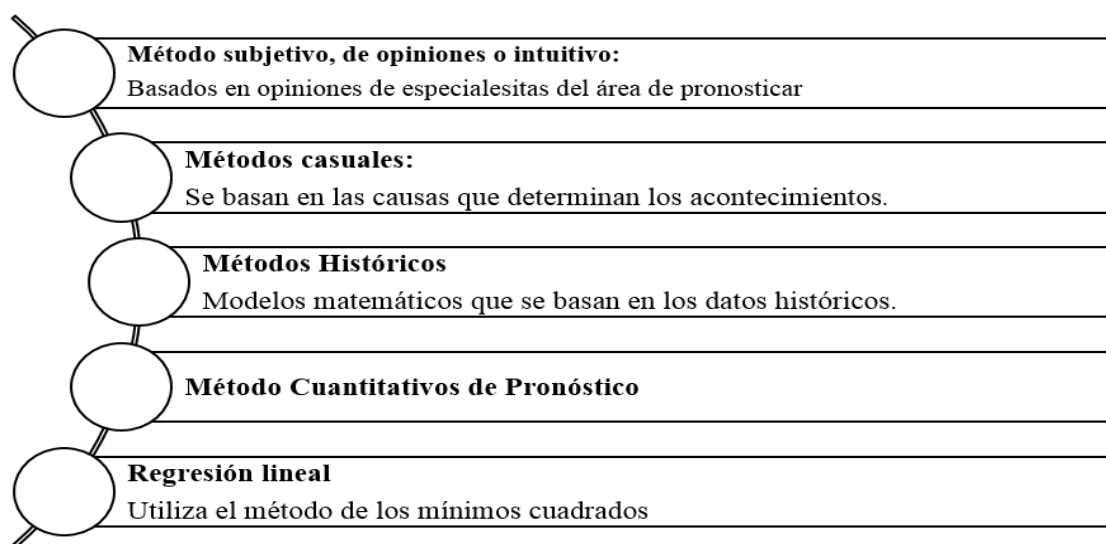 Método subjetivo, de opiniones o intuitivo:
Basados en opiniones de especialesitas del área de pronosticar
Métodos casuales:
Se basan en las causas que determinan los acontecimientos.
Métodos Históricos
Modelos matemáticos que se basan en los datos históricos.
Método Cuantitativos de Pronóstico
Regresión lineal
Utiliza el método de los mínimos cuadrados